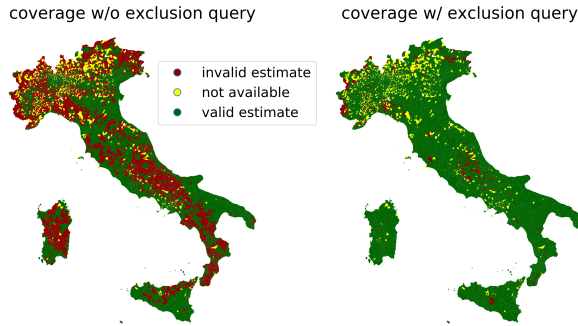 coverage w/o exclusion query
coverage w/ exclusion query
invalid estimate
not available
valid estimate